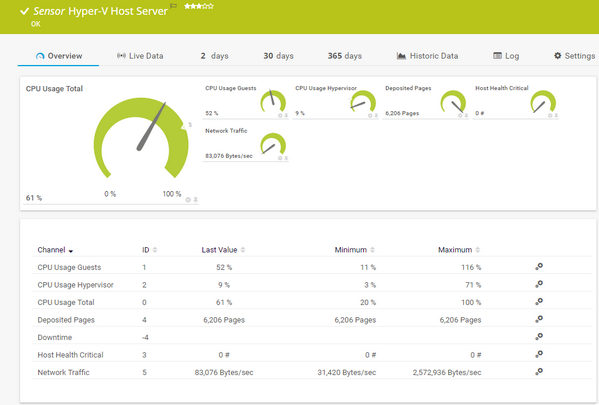 Sensor Hyper-V Host Server
OK
Overview
Live Data
2 days
30 days
365 days
Historic Data
Log
Settings
CPU Usage Total
0 %
100 %
61 %
CPU Usage Guests
52 %
CPU Usage Hypervisor
9 %
Deposited Pages
6,206 Pages
Host Health Critical
0 #
Network Traffic
83,076 Bytes/sec
Channel ID Last Value Minimum Maximum
CPU Usage Guests 1 52 % 11 % 116 %
CPU Usage Hypervisor 2 9 % 3 % 71 %
CPU Usage Total 0 61 % 20 % 100 %
Deposited Pages 4 6,206 Pages 6,206 Pages 6,206 Pages
Downtime -4
Host Health Critical 3 0 # 0 # 0 #
Network Traffic 5 83,076 Bytes/sec 31,420 Bytes/sec 2,572,936 Bytes/sec